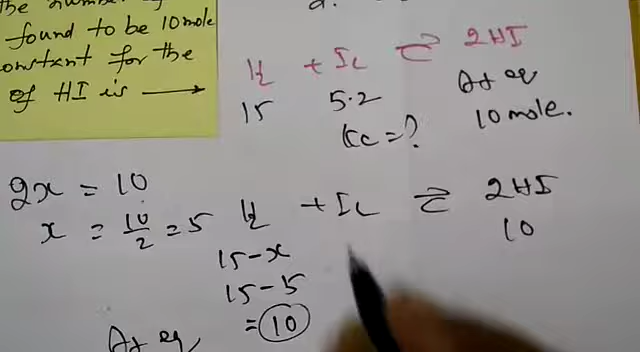 found to be 10 mole
constant for the
of HI is →
H₂ + I₂ ⇌ 2HI
15 5.2 At eq
10 mole.
Kc = ?
2x = 10
x = 10/2 = 5
H₂ + I₂ ⇌ 2HI
15-x 10
15-5
= 10
At eq